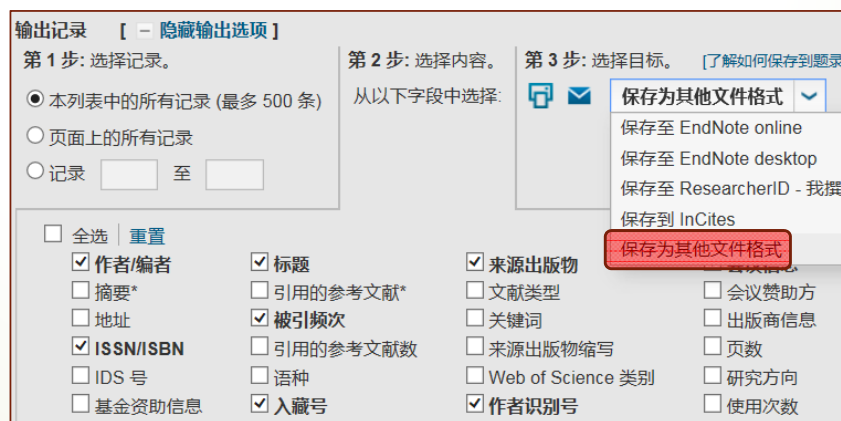 输出记录 [ − 隐藏输出选项 ]
第 1 步: 选择记录。 第 2 步: 选择内容。 第 3 步: 选择目标。 [了解如何保存到题录
本列表中的所有记录 (最多 500 条) 从以下字段中选择: 保存为其他文件格式
保存至 EndNote online
页面上的所有记录
保存至 EndNote desktop
记录 至
保存至 ResearcherID - 我撰
保存到 InCites
全选 | 重置
保存为其他文件格式
作者/编者 标题 来源出版物
摘要* 引用的参考文献* 文献类型 会议赞助方
地址 被引频次 关键词 出版商信息
ISSN/ISBN 引用的参考文献数 来源出版物缩写 页数
IDS 号 语种 Web of Science 类别 研究方向
基金资助信息 入藏号 作者识别号 使用次数